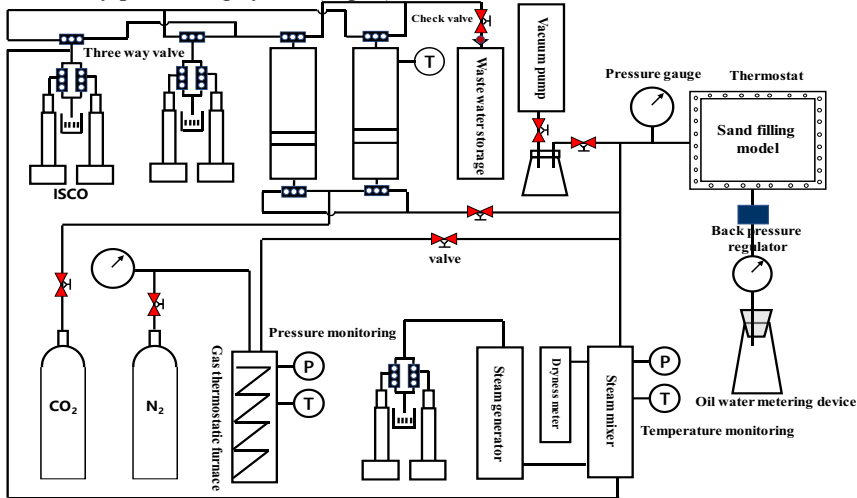 Check valve
Three way valve
T
Waste water storage
Vacuum pump
Pressure gauge
Thermostat
Sand filling
model
ISCO
Back pressure
regulator
valve
Pressure monitoring
CO₂
N₂
Gas thermostatic furnace
P
T
Steam generator
Dryness meter
Steam mixer
P
T
Oil water metering device
Temperature monitoring